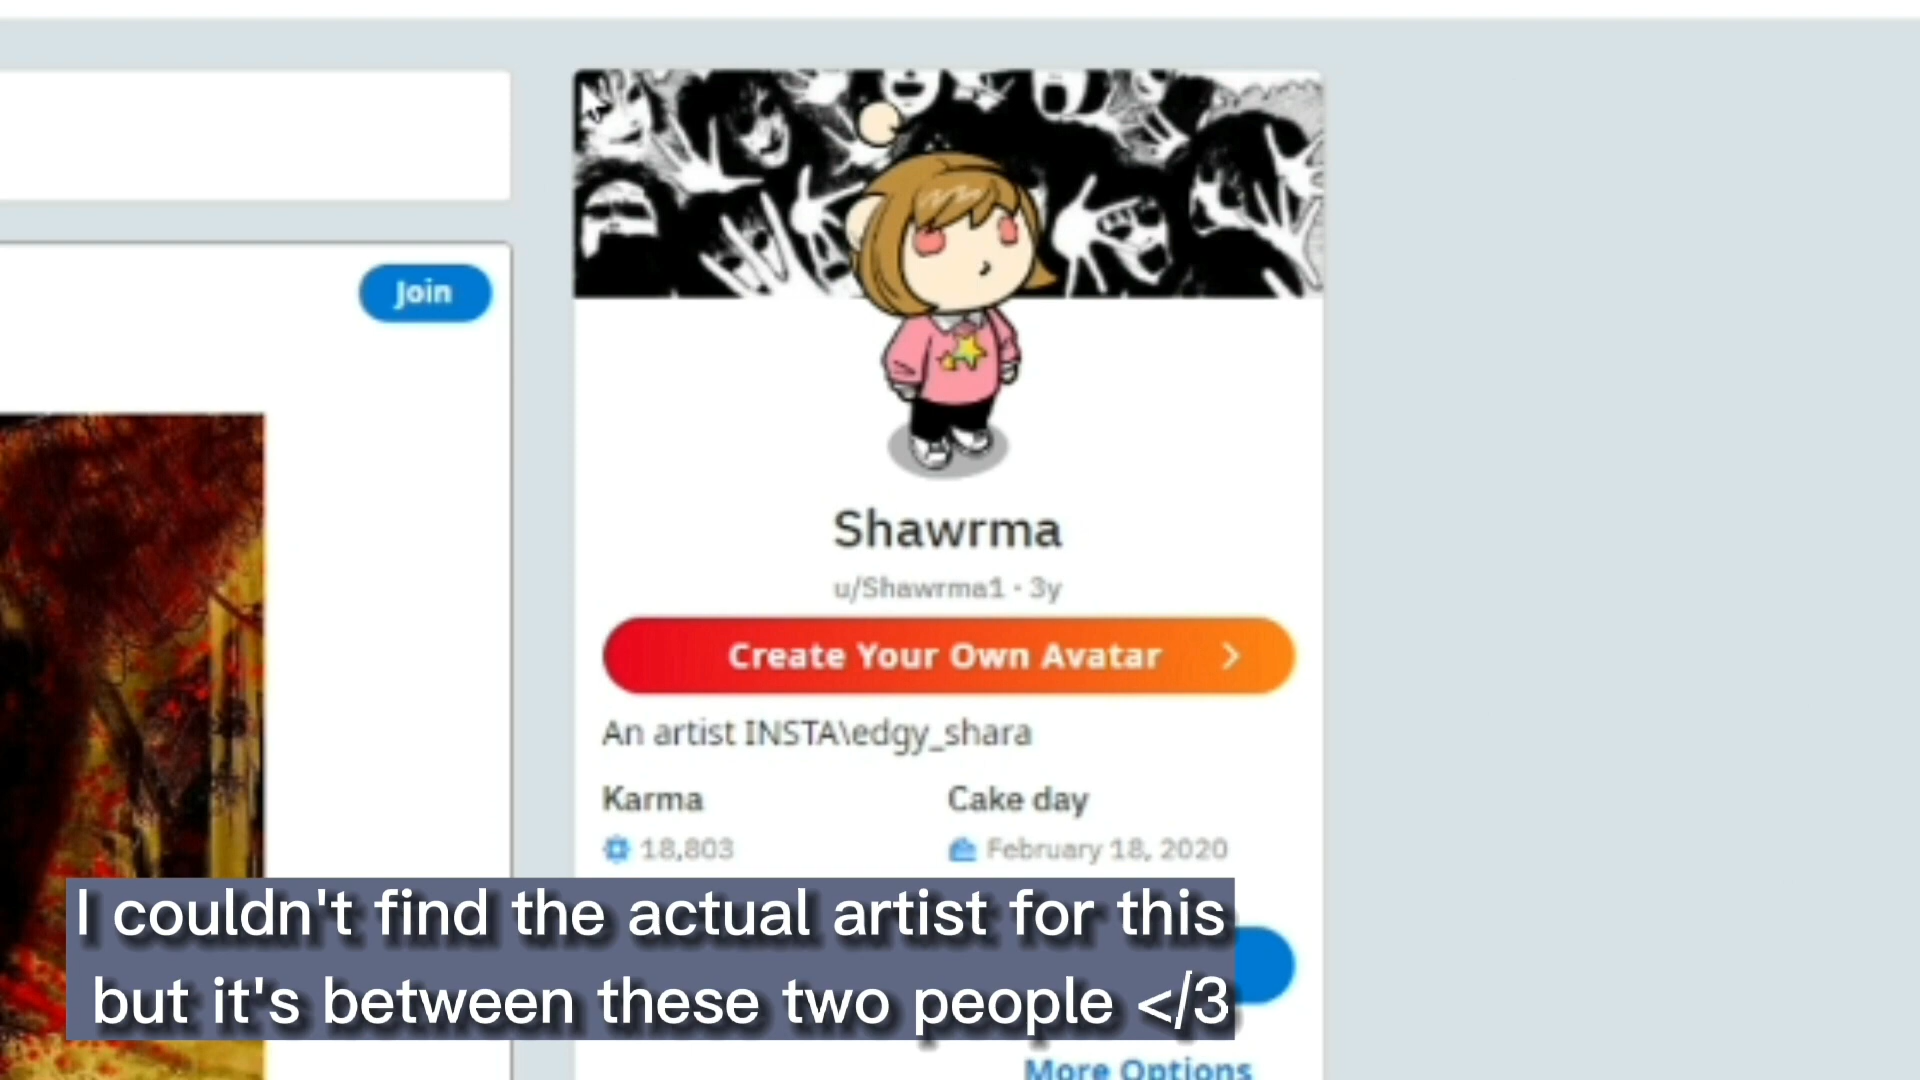 Join
Shawrma
u/Shawrma1 · 3y
Create Your Own Avatar
An artist INSTA\edgy_shara
Karma
Cake day
18,803
February 18, 2020
I couldn't find the actual artist for this
but it's between these two people </3
More Options